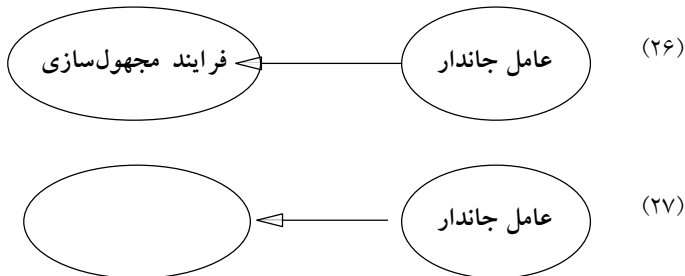 (۲۶) عامل جاندار فرایند مجهول‌سازی
(۲۷) عامل جاندار